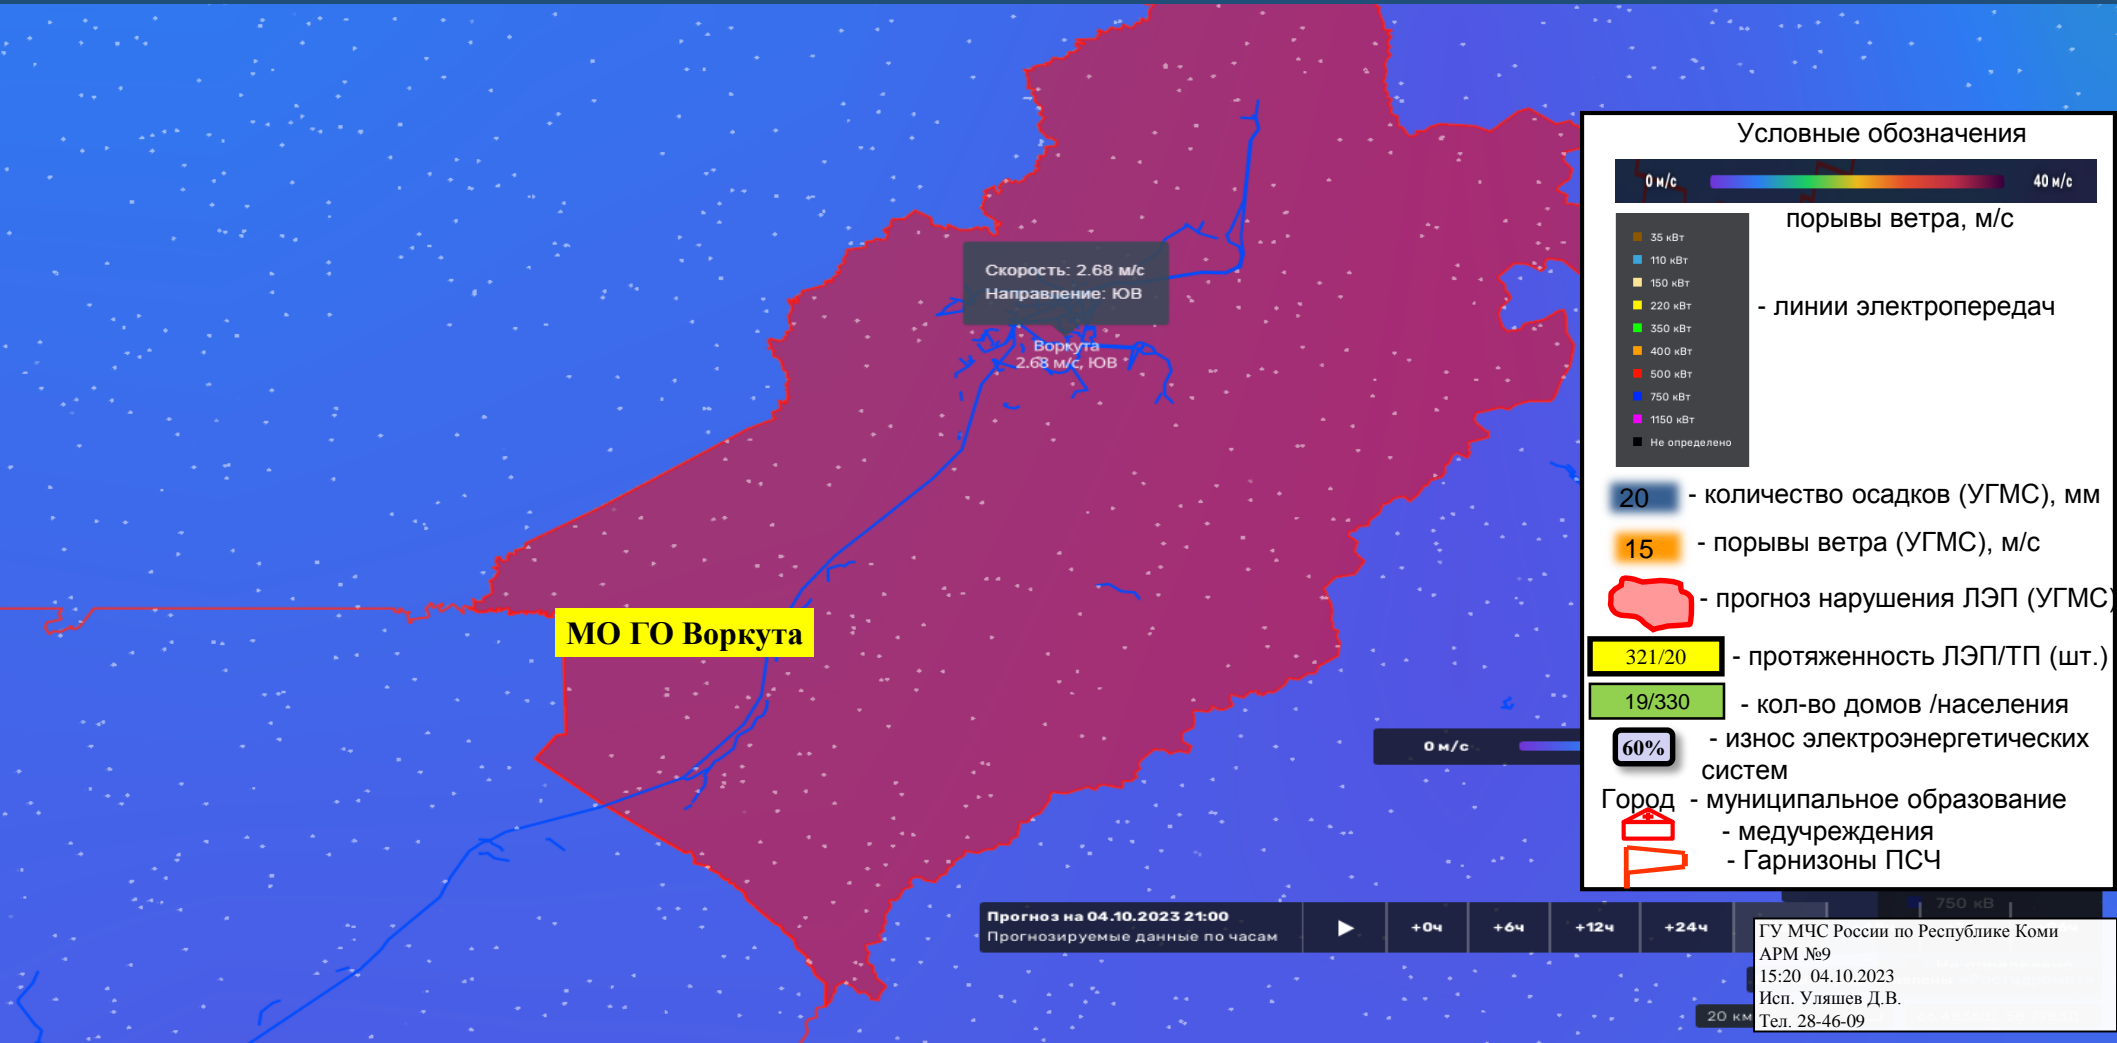 Условные обозначения
0 м/с
40 м/с
порывы ветра, м/с
35 кВт
110 кВт
150 кВт
220 кВт
350 кВт
400 кВт
500 кВт
750 кВт
1150 кВт
Не определено
- линии электропередач
20 - количество осадков (УГМС), мм
15 - порывы ветра (УГМС), м/с
- прогноз нарушения ЛЭП (УГМС)
321/20 - протяженность ЛЭП/ТП (шт.)
19/330 - кол-во домов /населения
60% - износ электроэнергетических
систем
Город - муниципальное образование
- медучреждения
- Гарнизоны ПСЧ
Скорость: 2.68 м/с
Направление: ЮВ
Воркута
2.68 м/с, ЮВ
МО ГО Воркута
0 м/с
Прогноз на 04.10.2023 21:00
Прогнозируемые данные по часам
+0ч
+6ч
+12ч
+24ч
750 кВ
20 км
ГУ МЧС России по Республике Коми
АРМ №9
15:20 04.10.2023
Исп. Уляшев Д.В.
Тел. 28-46-09